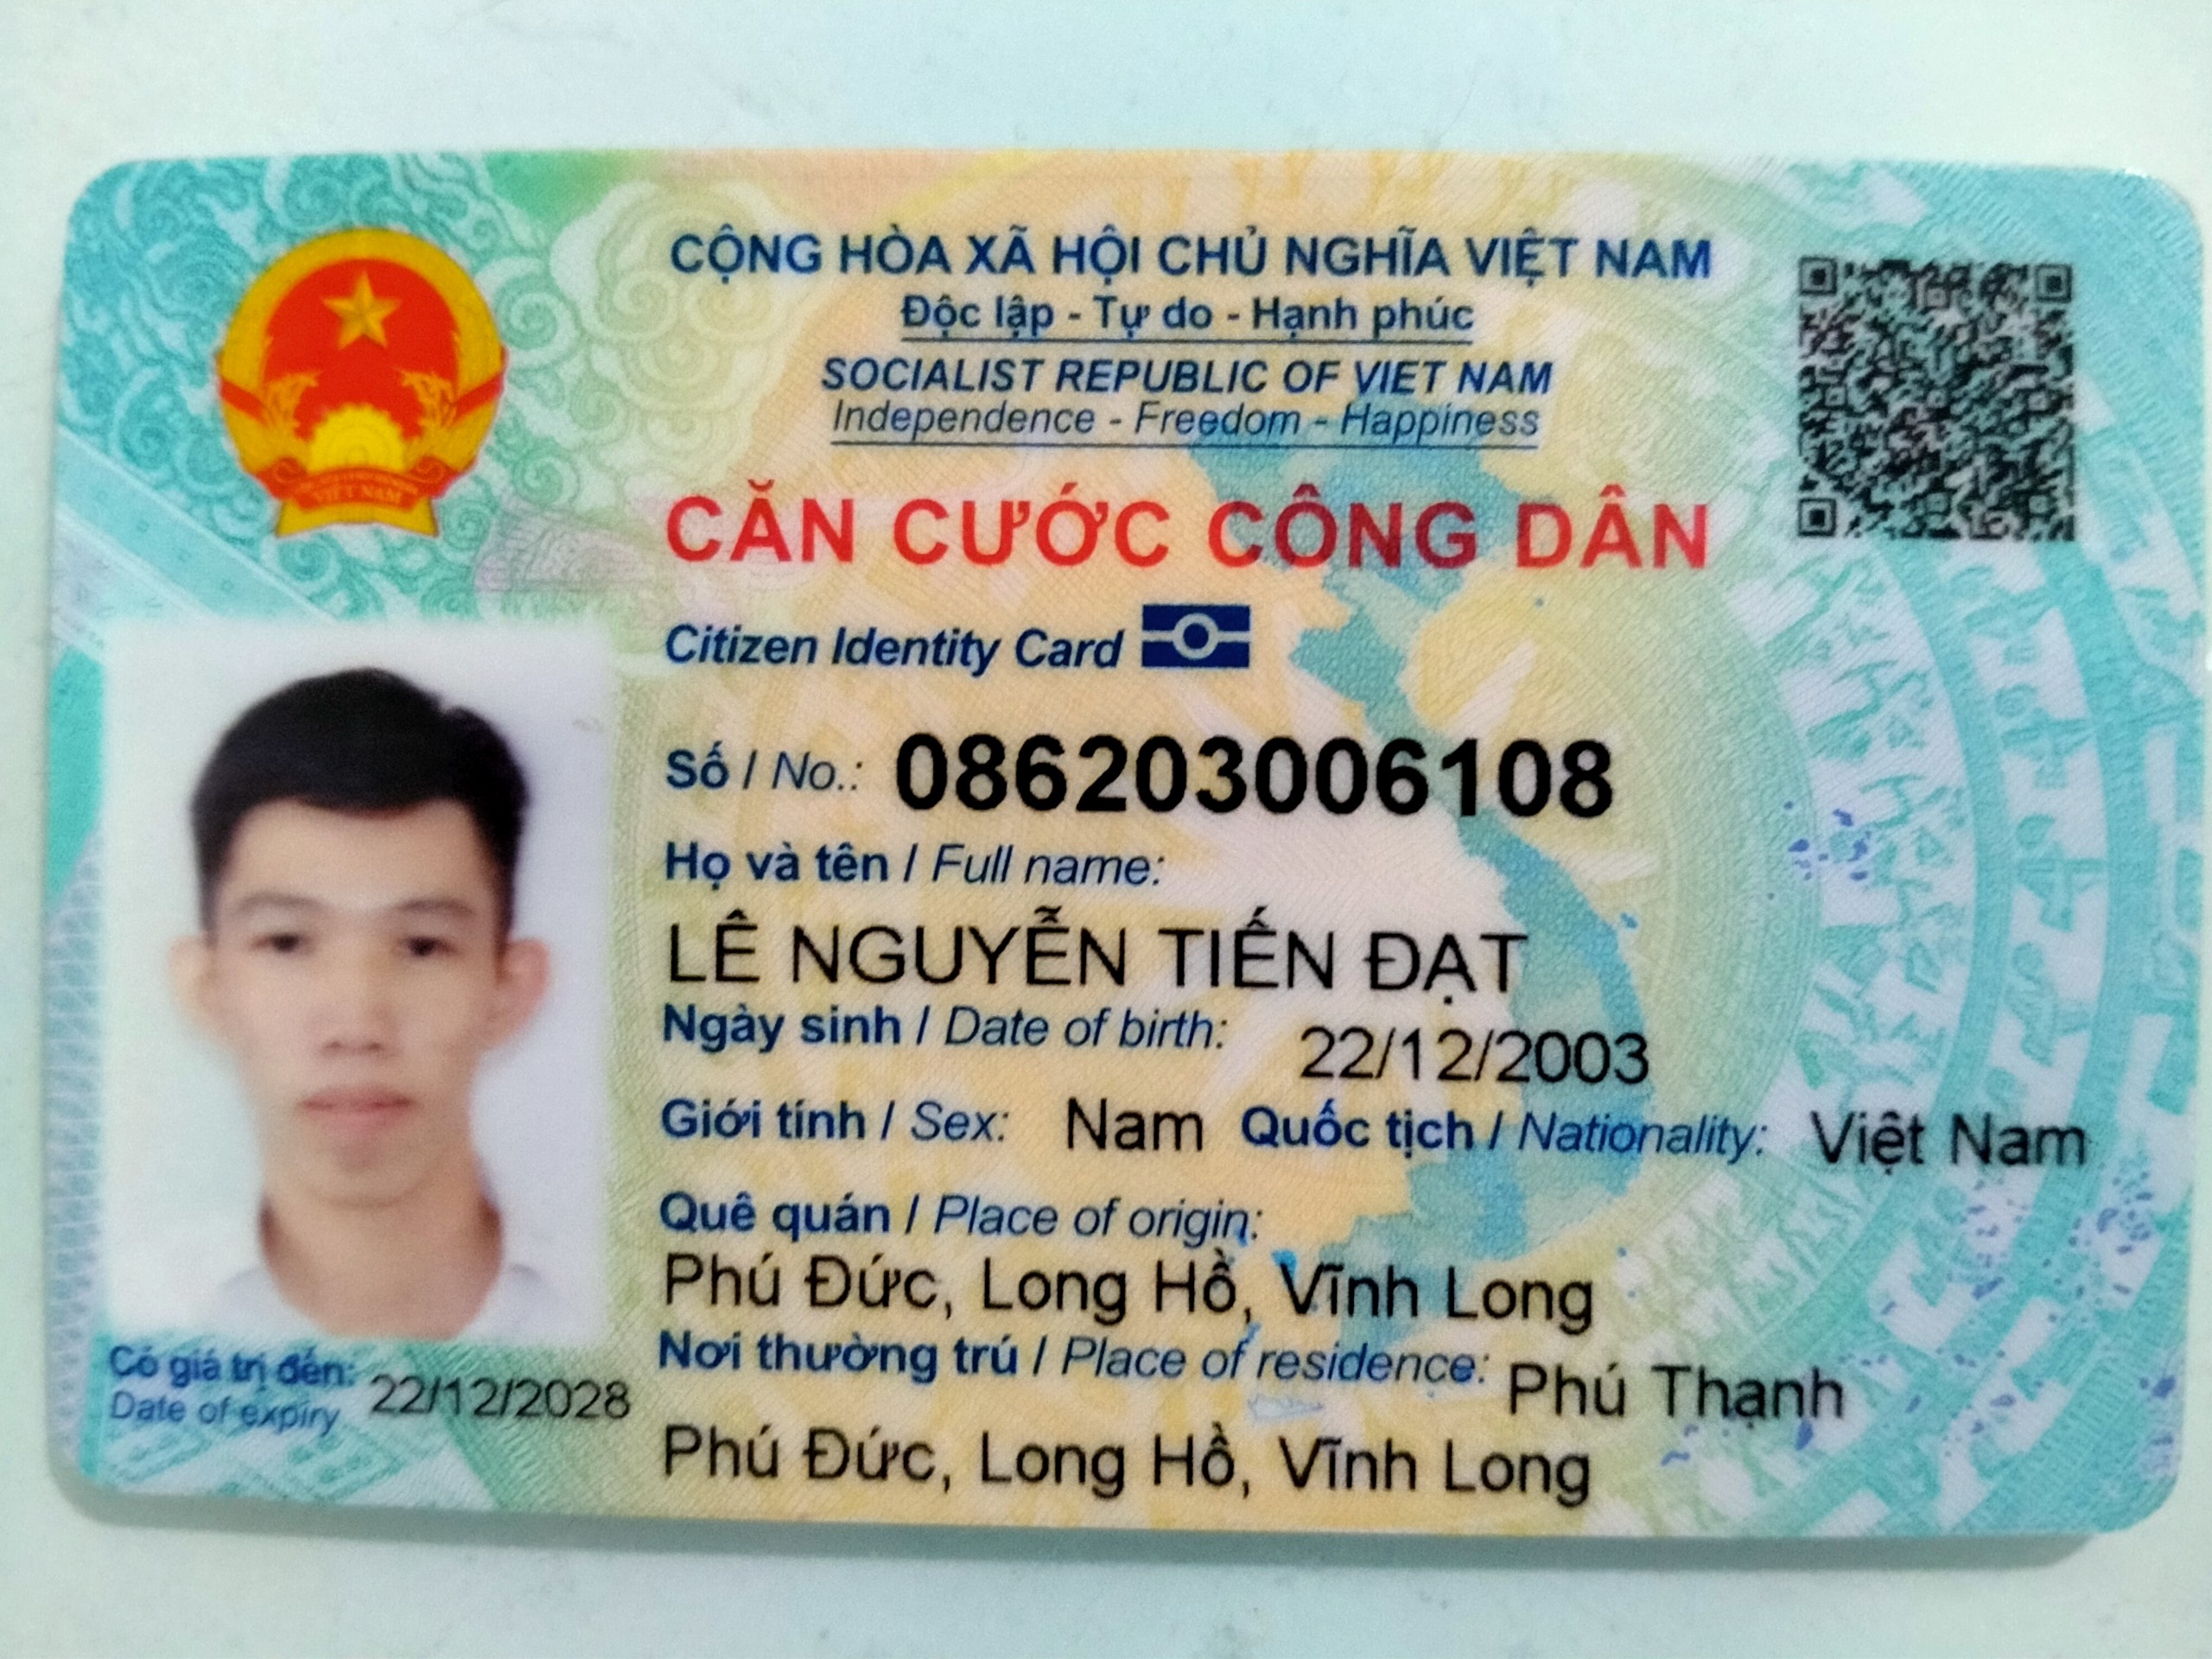 CỘNG HÒA XÃ HỘI CHỦ NGHĨA VIỆT NAM
Độc lập - Tự do - Hạnh phúc
SOCIALIST REPUBLIC OF VIET NAM
Independence - Freedom - Happiness
CĂN CƯỚC CÔNG DÂN
Citizen Identity Card
Số / No.: 086203006108
Họ và tên / Full name:
LÊ NGUYỄN TIẾN ĐẠT
Ngày sinh / Date of birth: 22/12/2003
Giới tính / Sex: Nam Quốc tịch / Nationality: Việt Nam
Quê quán / Place of origin:
Phú Đức, Long Hồ, Vĩnh Long
Nơi thường trú / Place of residence: Phú Thạnh
Phú Đức, Long Hồ, Vĩnh Long
Có giá trị đến: 22/12/2028
Date of expiry
VIỆT NAM